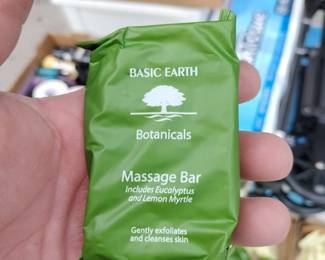 BASIC EARTH
Botanicals
Massage Bar
Includes Eucalyptus
and Lemon Myrtle
Gently exfoliates
and cleanses skin